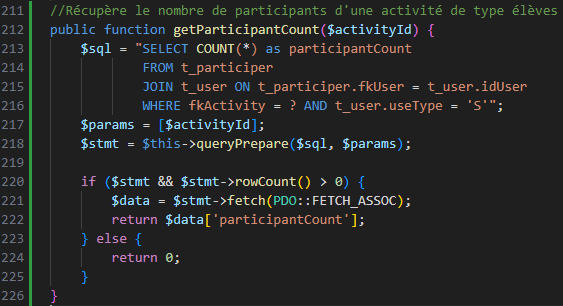 211 //Récupère le nombre de participants d'une activité de type élèves
212 public function getParticipantCount($activityId) {
213     $sql = "SELECT COUNT(*) as participantCount
214             FROM t_participer
215             JOIN t_user ON t_participer.fkUser = t_user.idUser
216             WHERE fkActivity = ? AND t_user.useType = 'S'";
217     $params = [$activityId];
218     $stmt = $this->queryPrepare($sql, $params);
219
220     if ($stmt && $stmt->rowCount() > 0) {
221         $data = $stmt->fetch(PDO::FETCH_ASSOC);
222         return $data['participantCount'];
223     } else {
224         return 0;
225     }
226 }